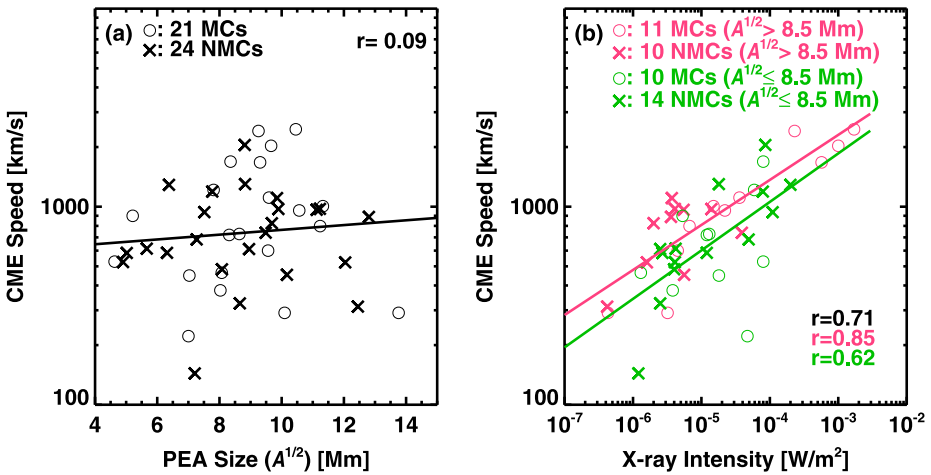 (a)
○: 21 MCs
×: 24 NMCs
r= 0.09
CME Speed [km/s]
1000
100
4 6 8 10 12 14
PEA Size (A^1/2) [Mm]
(b)
○: 11 MCs (A^1/2> 8.5 Mm)
×: 10 NMCs (A^1/2> 8.5 Mm)
○: 10 MCs (A^1/2≤ 8.5 Mm)
×: 14 NMCs (A^1/2≤ 8.5 Mm)
CME Speed [km/s]
1000
100
r=0.71
r=0.85
r=0.62
10^-7 10^-6 10^-5 10^-4 10^-3 10^-2
X-ray Intensity [W/m^2]